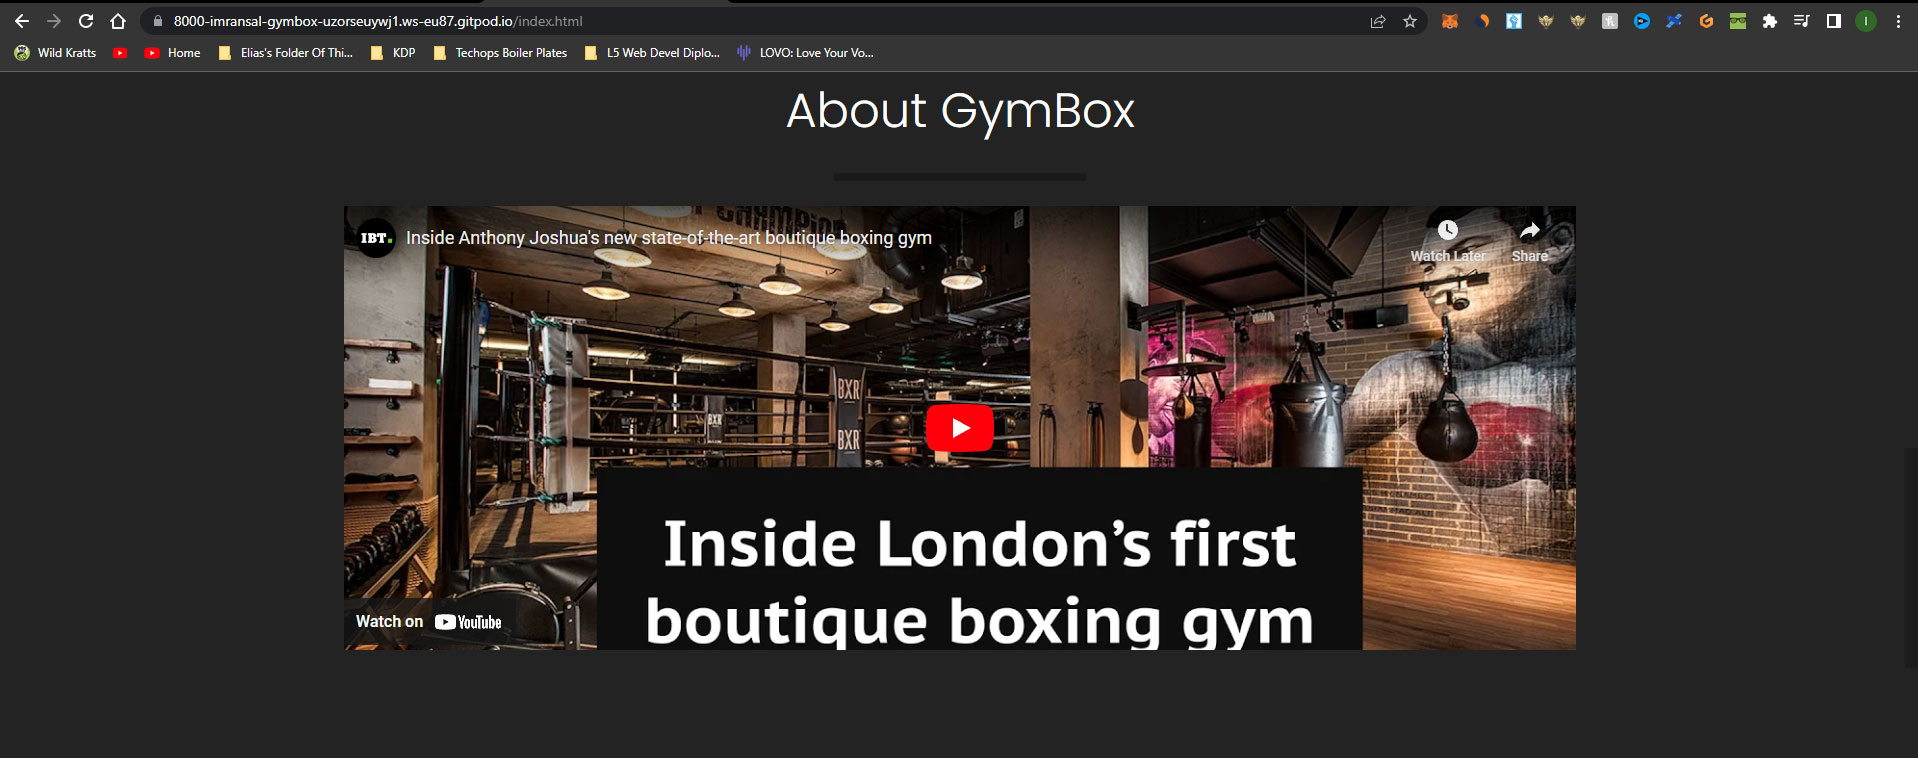 8000-imransal-gymbox-uzorseuywj1.ws-eu87.gitpod.io/index.html
Wild Kratts
Home
Elias's Folder Of Thi...
KDP
Techops Boiler Plates
L5 Web Devel Diplo...
LOVO: Love Your Vo...
About GymBox
IBT.
Inside Anthony Joshua's new state-of-the-art boutique boxing gym
Watch Later
Share
BXR
BXR
BXR
BXR
Inside London's first
boutique boxing gym
Watch on YouTube